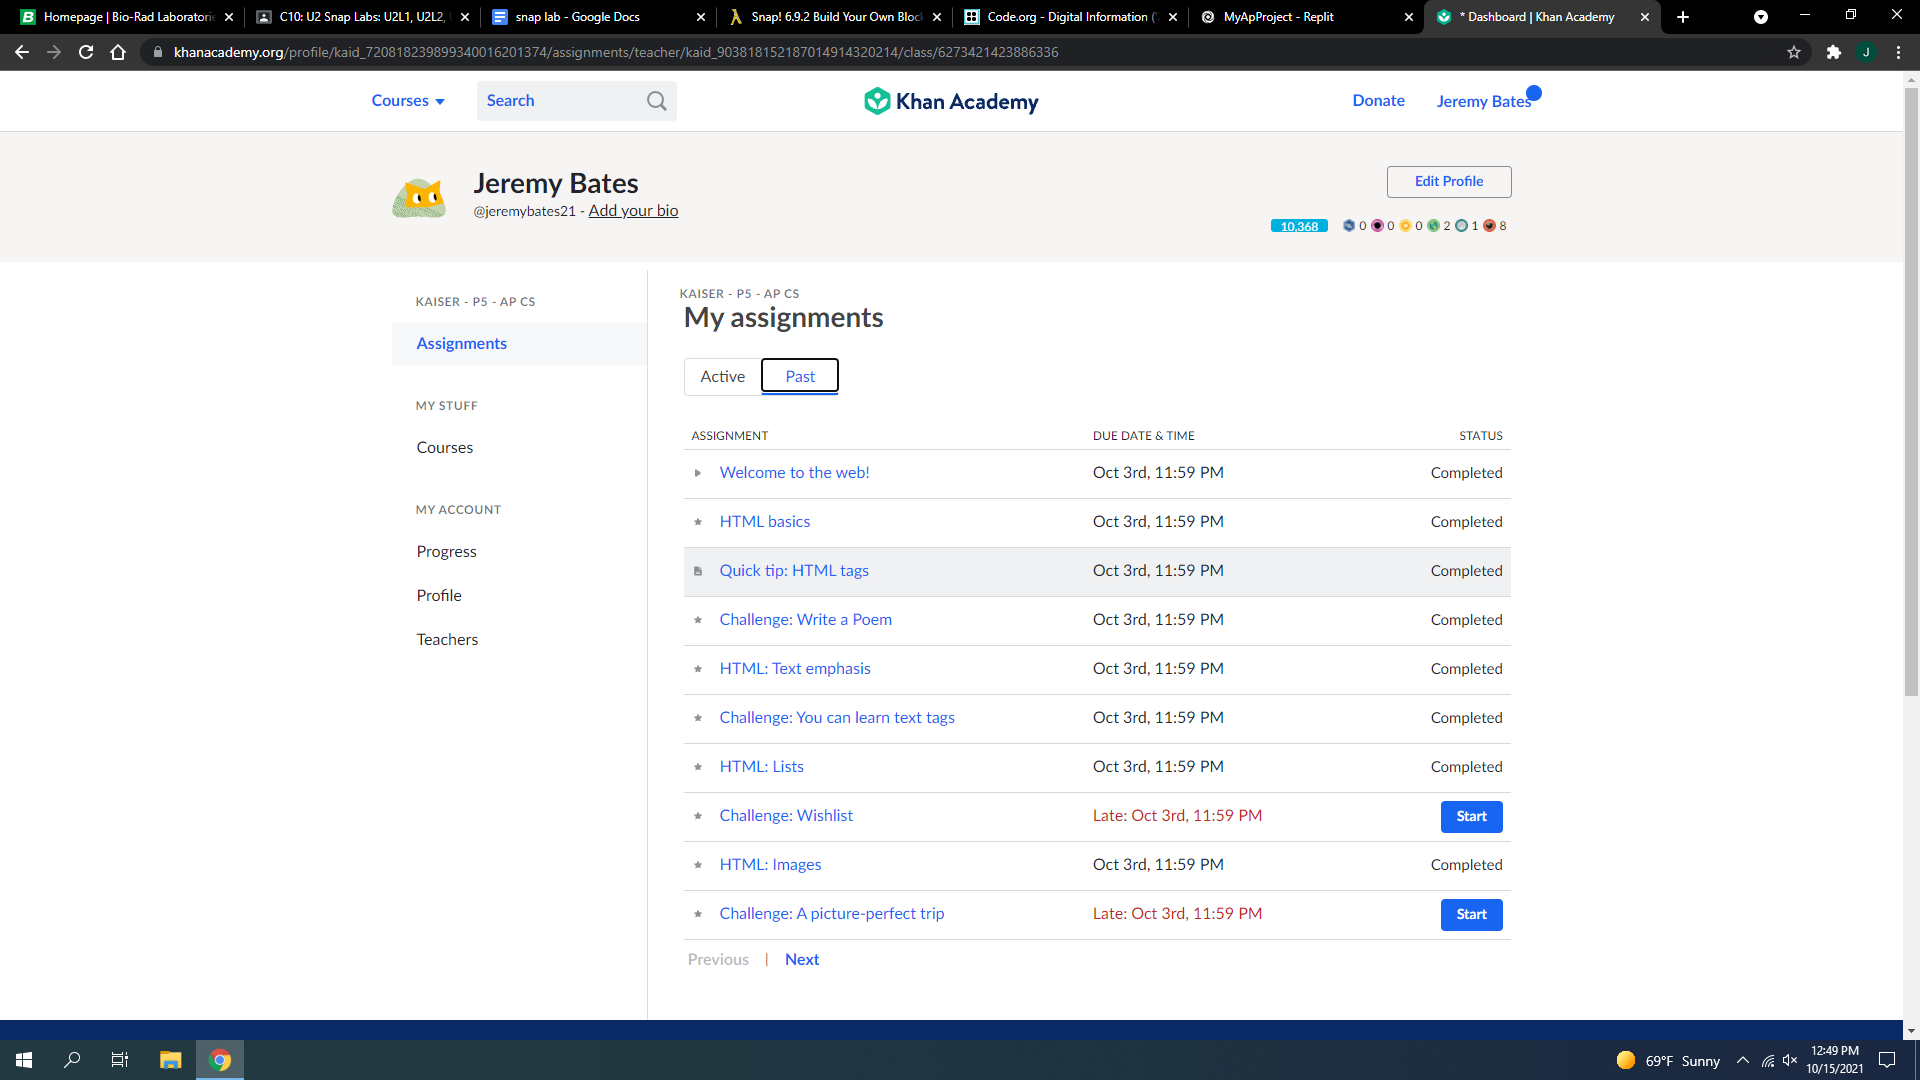 Homepage | Bio-Rad Laboratorie
C10: U2 Snap Labs: U2L1, U2L2,
snap lab - Google Docs
Snap! 6.9.2 Build Your Own Block
Code.org - Digital Information ('
MyApProject - Replit
* Dashboard | Khan Academy
khanacademy.org/profile/kaid_720818239899340016201374/assignments/teacher/kaid_903818152187014914320214/class/6273421423886336
J
Courses
Search
Khan Academy
Donate
Jeremy Bates
Jeremy Bates
@jeremybates21 - Add your bio
Edit Profile
10,368
0 0 0 2 1 8
KAISER - P5 - AP CS
Assignments
MY STUFF
Courses
MY ACCOUNT
Progress
Profile
Teachers
KAISER - P5 - AP CS
My assignments
Active Past
ASSIGNMENT DUE DATE & TIME STATUS
Welcome to the web! Oct 3rd, 11:59 PM Completed
HTML basics Oct 3rd, 11:59 PM Completed
Quick tip: HTML tags Oct 3rd, 11:59 PM Completed
Challenge: Write a Poem Oct 3rd, 11:59 PM Completed
HTML: Text emphasis Oct 3rd, 11:59 PM Completed
Challenge: You can learn text tags Oct 3rd, 11:59 PM Completed
HTML: Lists Oct 3rd, 11:59 PM Completed
Challenge: Wishlist Late: Oct 3rd, 11:59 PM Start
HTML: Images Oct 3rd, 11:59 PM Completed
Challenge: A picture-perfect trip Late: Oct 3rd, 11:59 PM Start
Previous | Next
69°F Sunny
12:49 PM
10/15/2021